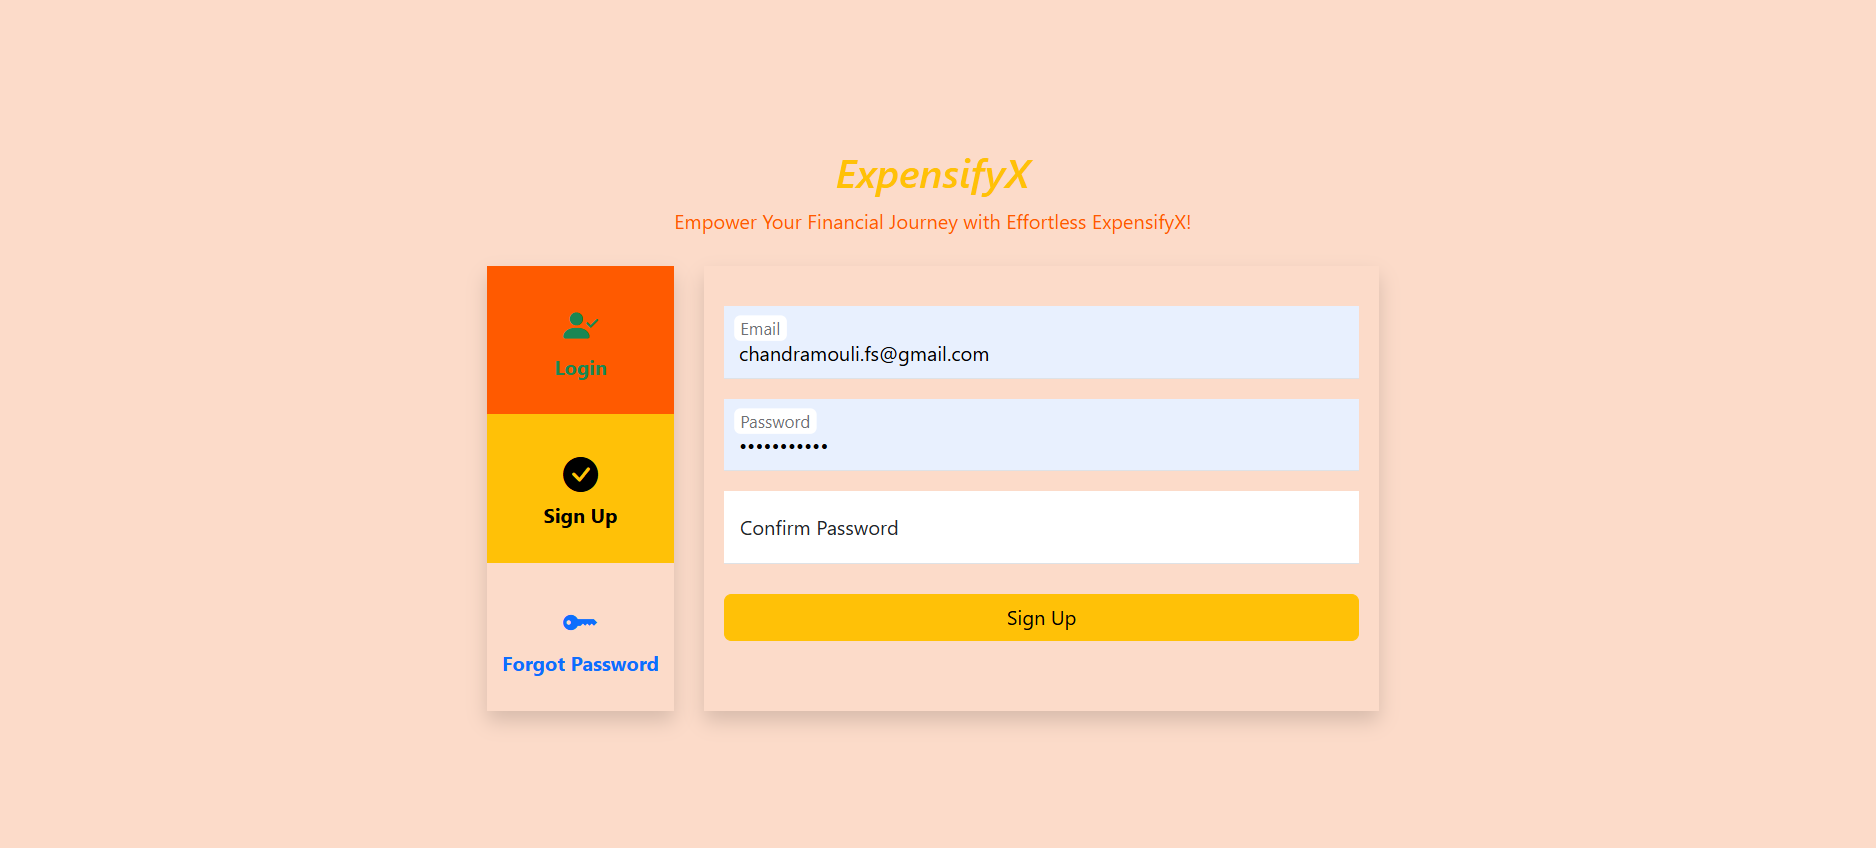 ExpensifyX
Empower Your Financial Journey with Effortless ExpensifyX!
Login
Sign Up
Forgot Password
Email
chandramouli.fs@gmail.com
Password
•••••••••••
Confirm Password
Sign Up